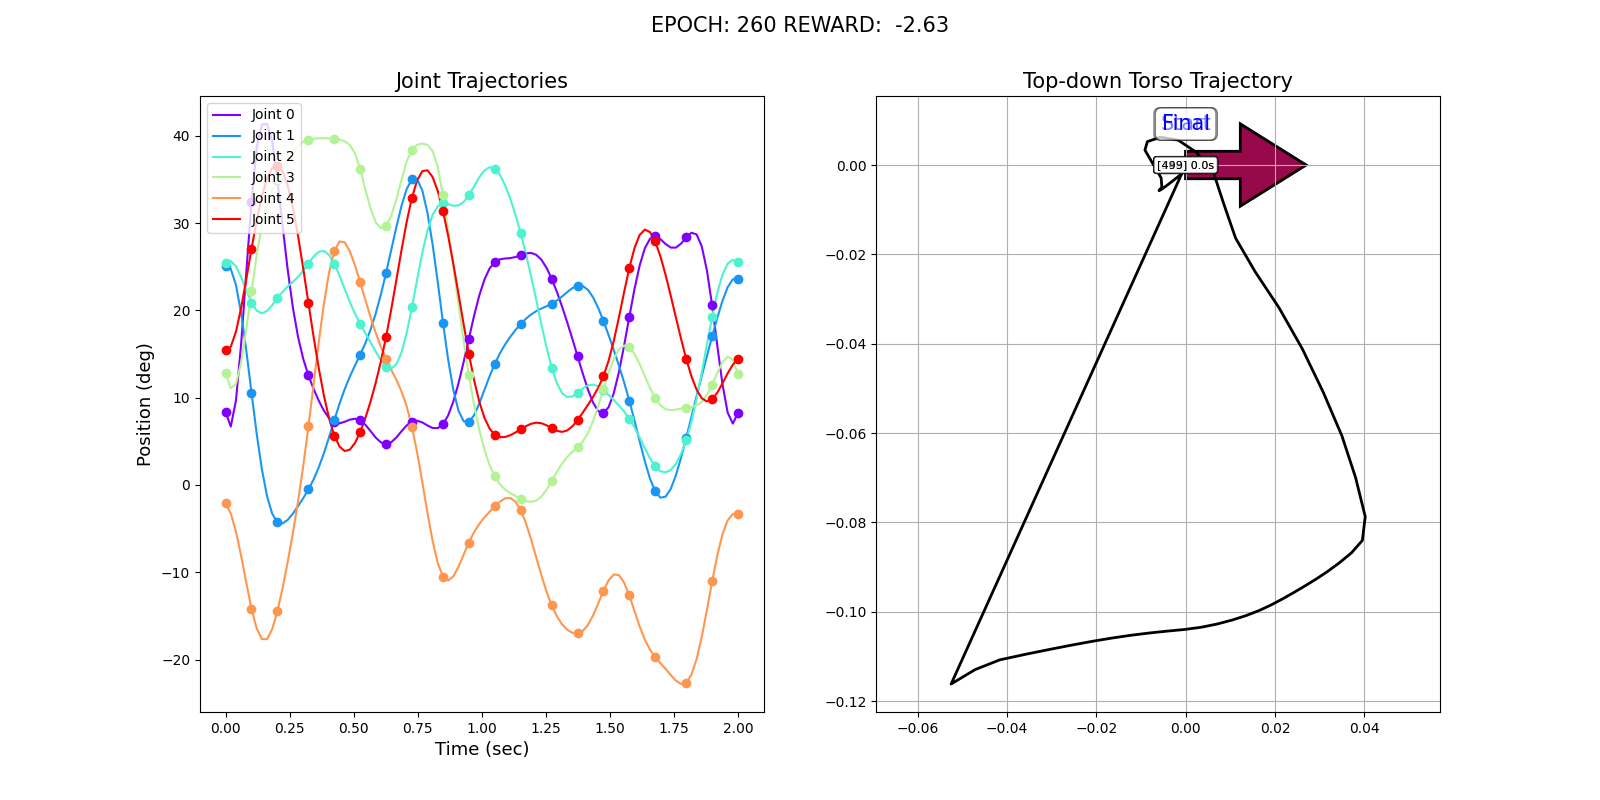 EPOCH: 260 REWARD:  -2.63
Joint Trajectories
Joint 0
Joint 1
Joint 2
Joint 3
Joint 4
Joint 5
Position (deg)
40
30
20
10
0
−10
−20
0.00 0.25 0.50 0.75 1.00 1.25 1.50 1.75 2.00
Time (sec)
Top-down Torso Trajectory
Final
0.00
−0.02
−0.04
−0.06
−0.08
−0.10
−0.12
−0.06 −0.04 −0.02 0.00 0.02 0.04